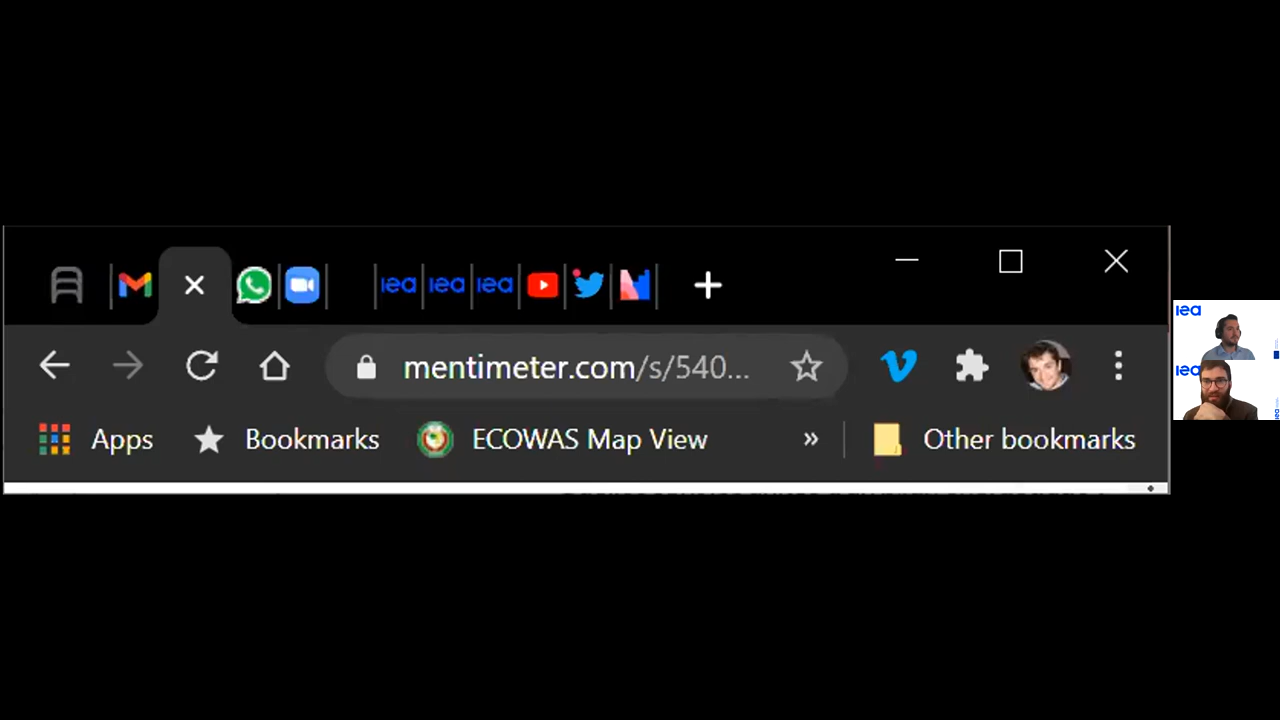 iea iea iea
mentimeter.com/s/540...
Apps Bookmarks ECOWAS Map View » Other bookmarks
iea
iea